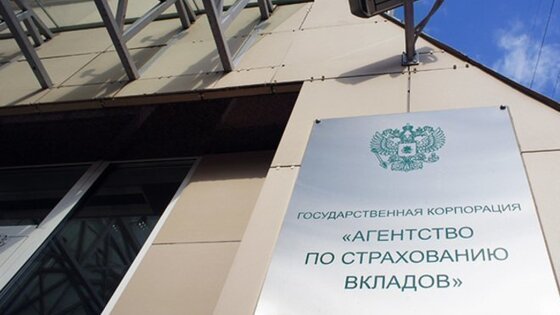 ГОСУДАРСТВЕННАЯ КОРПОРАЦИЯ
«АГЕНТСТВО
ПО СТРАХОВАНИЮ
ВКЛАДОВ»